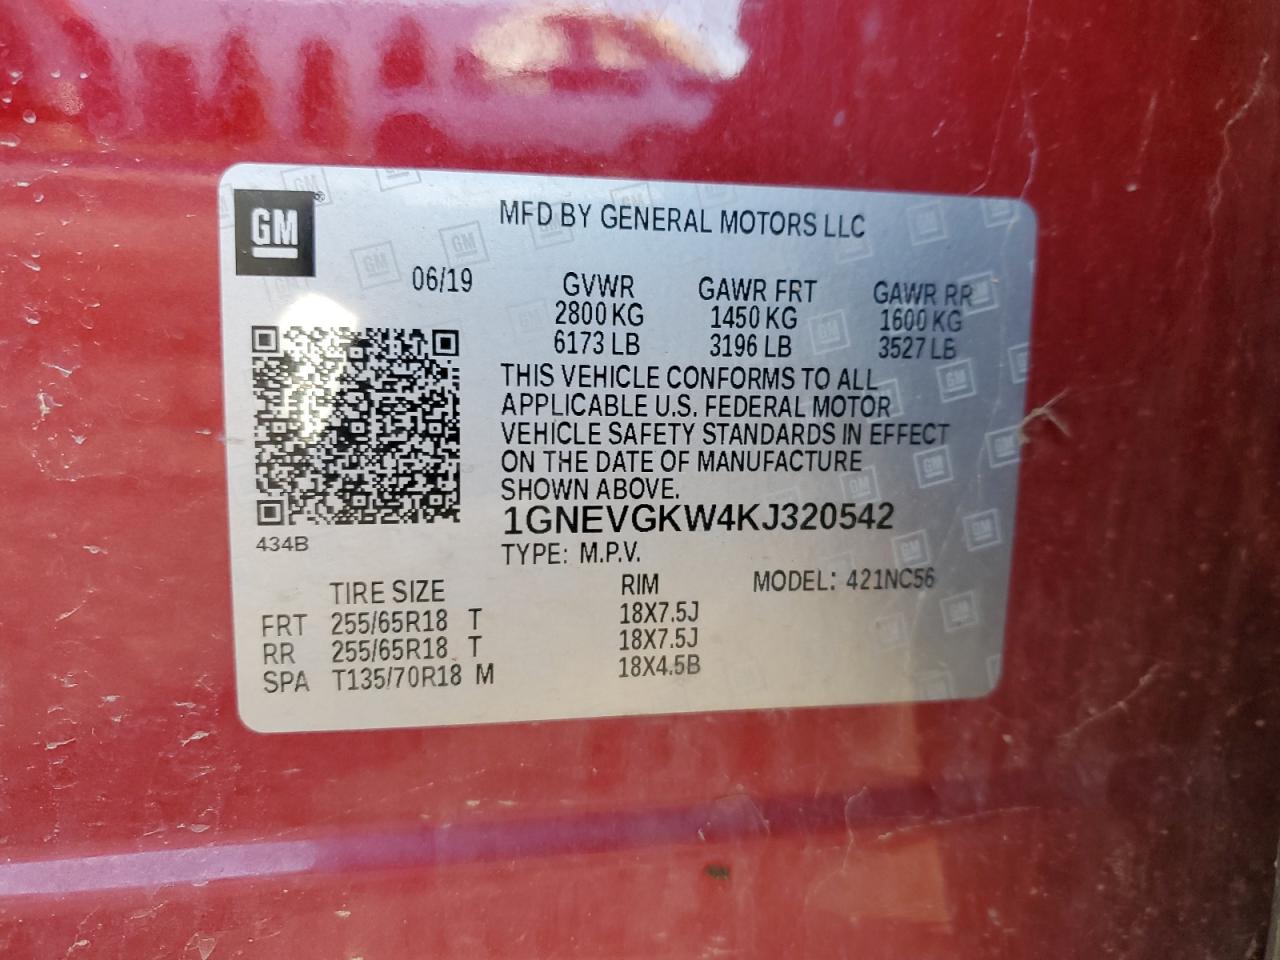 GM
MFD BY GENERAL MOTORS LLC
06/19 GVWR GAWR FRT GAWR RR
2800 KG 1450 KG 1600 KG
6173 LB 3196 LB 3527 LB
THIS VEHICLE CONFORMS TO ALL
APPLICABLE U.S. FEDERAL MOTOR
VEHICLE SAFETY STANDARDS IN EFFECT
ON THE DATE OF MANUFACTURE
SHOWN ABOVE.
1GNEVGKW4KJ320542
434B
TYPE: M.P.V.
TIRE SIZE RIM MODEL: 421NC56
FRT 255/65R18 T 18X7.5J
RR 255/65R18 T 18X7.5J
SPA T135/70R18 M 18X4.5B